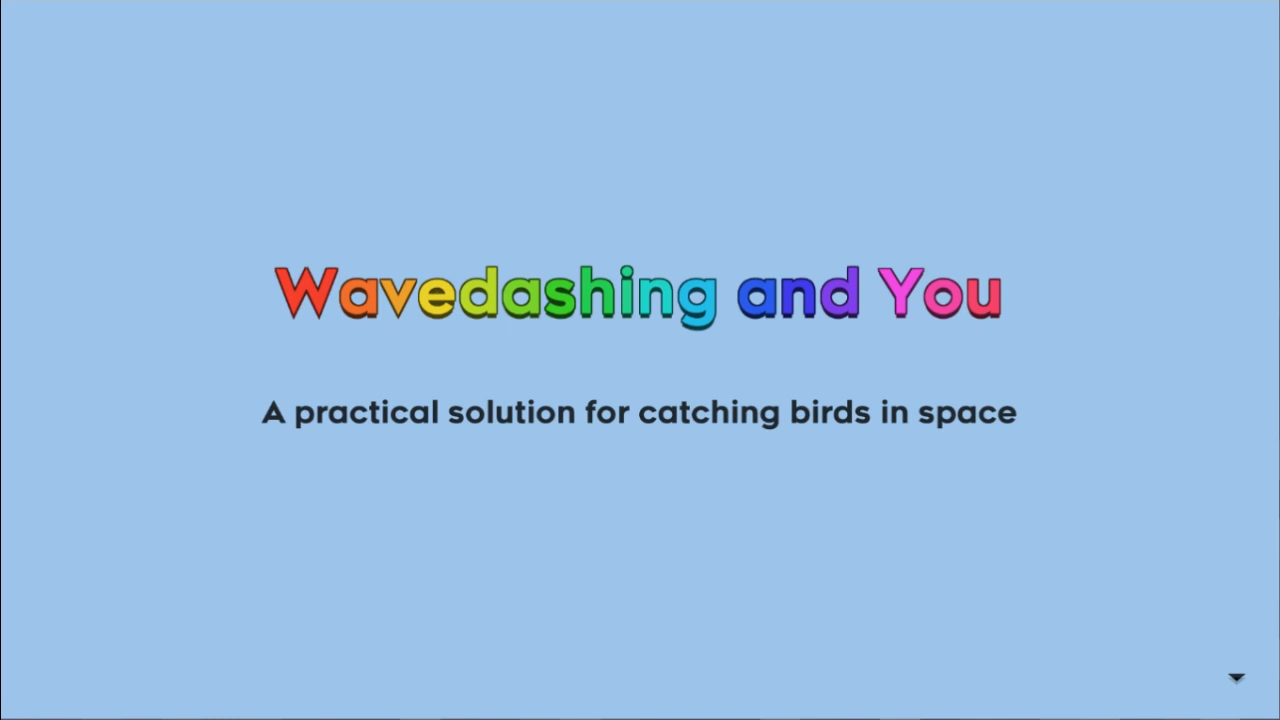 Wavedashing and You
A practical solution for catching birds in space